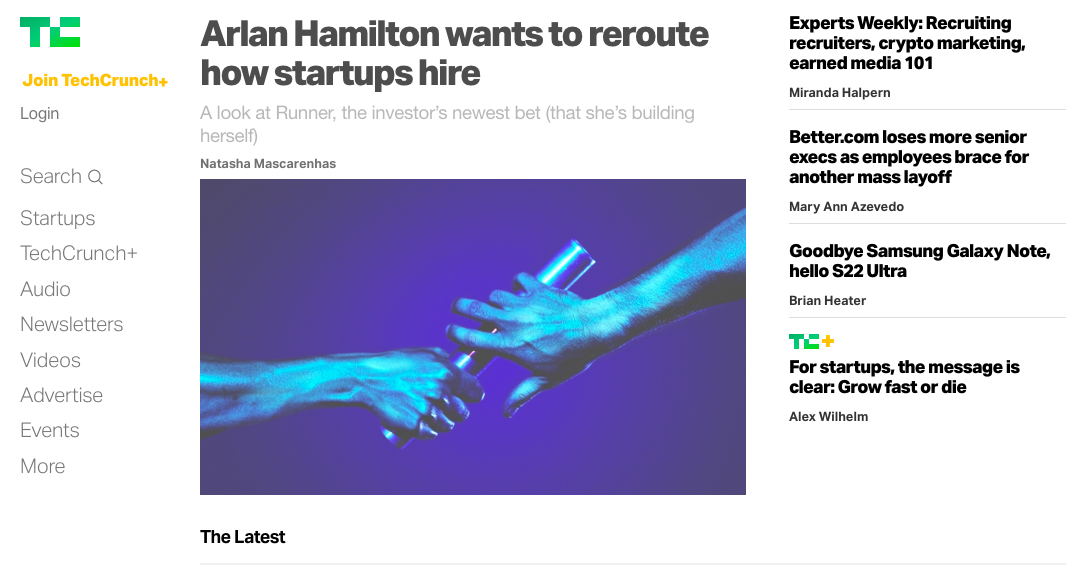 TC
Join TechCrunch+
Login
Search
Startups
TechCrunch+
Audio
Newsletters
Videos
Advertise
Events
More
Arlan Hamilton wants to reroute
how startups hire
A look at Runner, the investor's newest bet (that she's building
herself)
Natasha Mascarenhas
The Latest
Experts Weekly: Recruiting
recruiters, crypto marketing,
earned media 101
Miranda Halpern
Better.com loses more senior
execs as employees brace for
another mass layoff
Mary Ann Azevedo
Goodbye Samsung Galaxy Note,
hello S22 Ultra
Brian Heater
TC+
For startups, the message is
clear: Grow fast or die
Alex Wilhelm